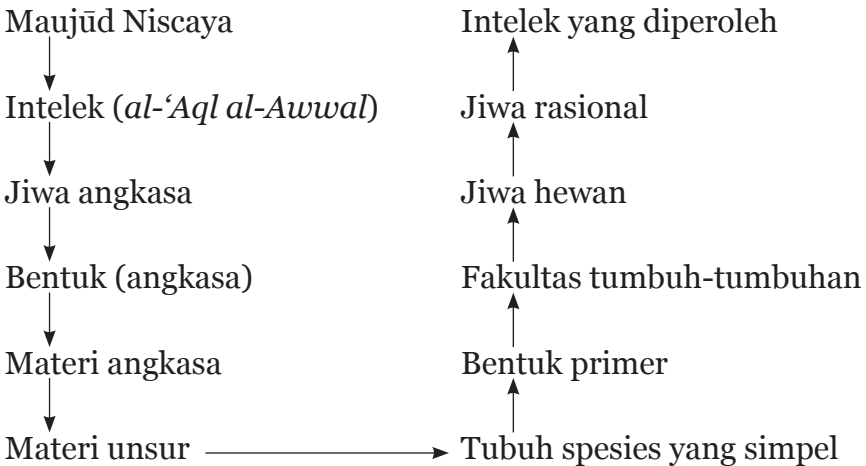 Maujūd Niscaya
Intelek (al-‘Aql al-Awwal)
Jiwa angkasa
Bentuk (angkasa)
Materi angkasa
Materi unsur
Intelek yang diperoleh
Jiwa rasional
Jiwa hewan
Fakultas tumbuh-tumbuhan
Bentuk primer
Tubuh spesies yang simpel